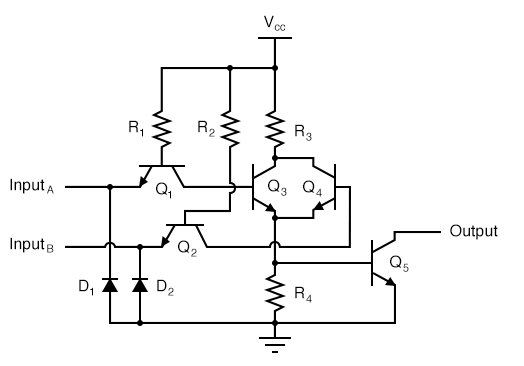 Vcc
R1
R2
R3
Q1
Q3
Q4
InputA
InputB
Q2
Output
Q5
D1
D2
R4